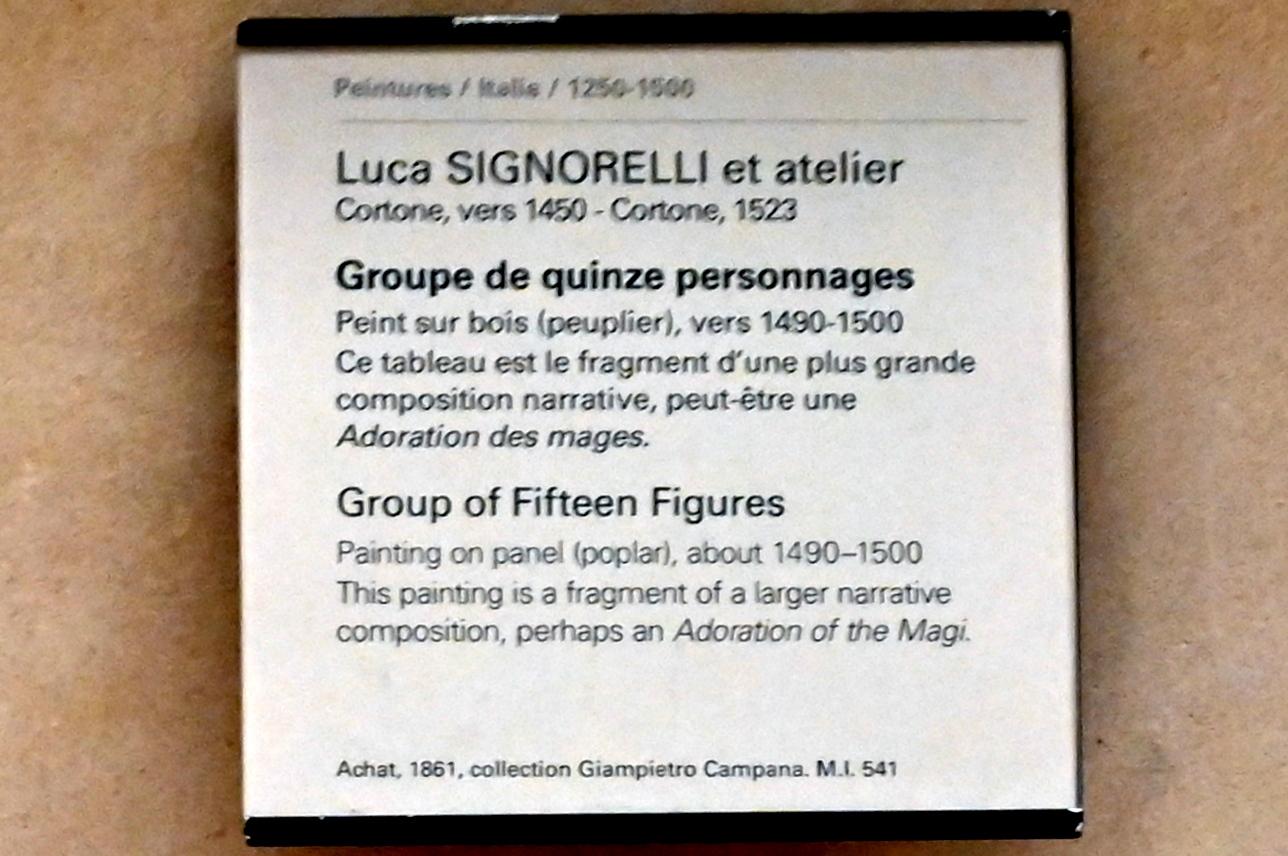 Peintures / Italie / 1250-1500
Luca SIGNORELLI et atelier
Cortone, vers 1450 - Cortone, 1523
Groupe de quinze personnages
Peint sur bois (peuplier), vers 1490-1500
Ce tableau est le fragment d'une plus grande
composition narrative, peut-être une
Adoration des mages.
Group of Fifteen Figures
Painting on panel (poplar), about 1490–1500
This painting is a fragment of a larger narrative
composition, perhaps an Adoration of the Magi.
Achat, 1861, collection Giampietro Campana. M.I. 541